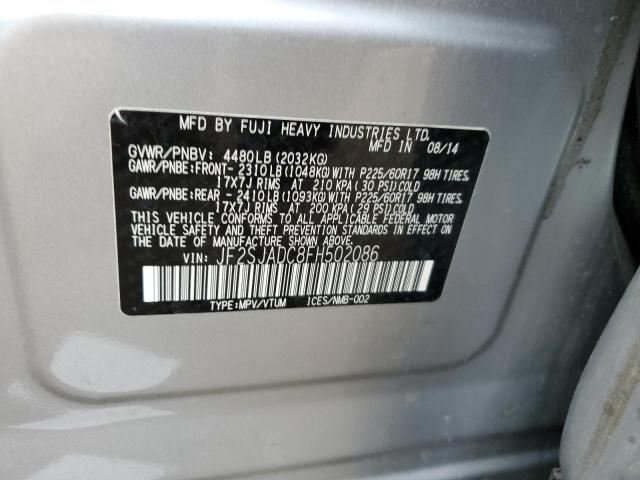 MFD BY FUJI HEAVY INDUSTRIES LTD.
MFD IN 08/14
GVWR/PNBV: 4480LB (2032KG)
GAWR/PNBE:FRONT- 2310LB(1048KG)WITH P225/60R17 98H TIRES,
17X7J RIMS AT 210 KPA(30 PSI)COLD
GAWR/PNBE:REAR -2410LB(1093KG)WITH P225/60R17 98H TIRES,
17X7J RIMS AT 200 KPA(29 PSI)COLD
THIS VEHICLE CONFORMS TO ALL APPLICABLE FEDERAL MOTOR
VEHICLE SAFETY AND THEFT PREVENTION STANDARDS IN EFFECT
ON THE DATE OF MANUFACTURE SHOWN ABOVE.
VIN: JF2SJADC8FH502086
TYPE:MPV/VTUM ICES/NMB-002